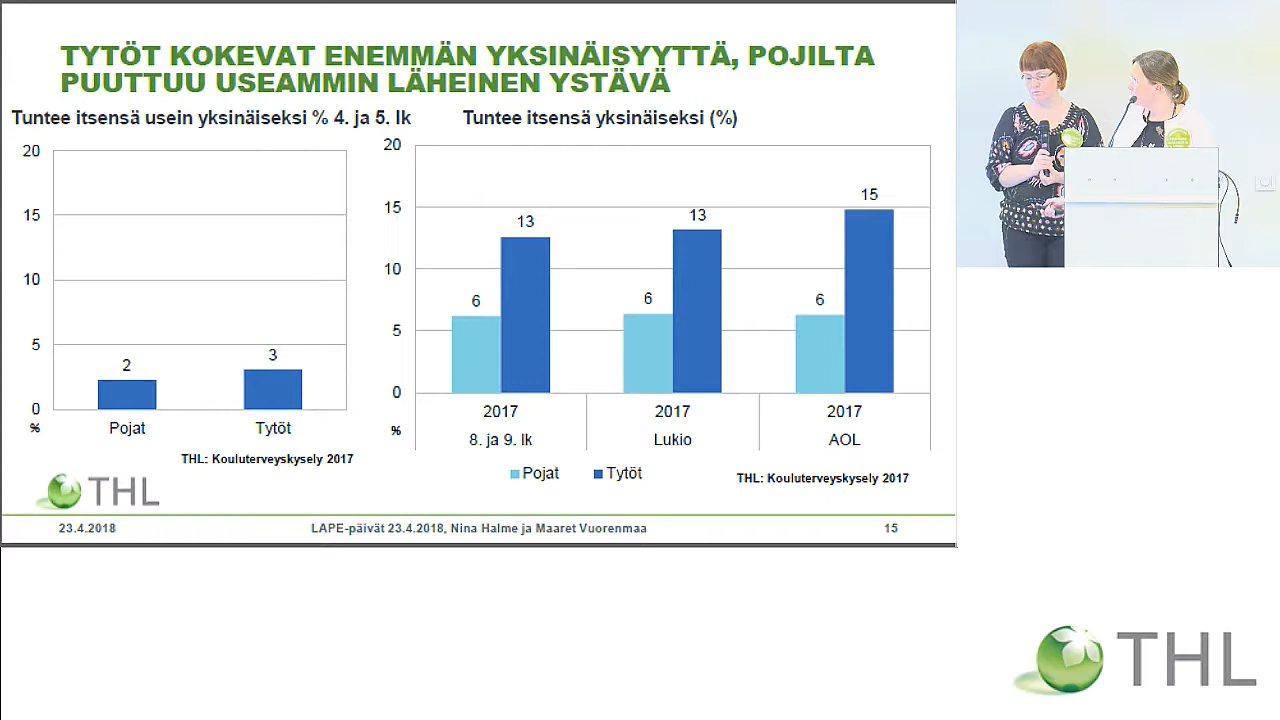 TYTÖT KOKEVAT ENEMMÄN YKSINÄISYYTTÄ, POJILTA
PUUTTUU USEAMMIN LÄHEINEN YSTÄVÄ
Tuntee itsensä usein yksinäiseksi % 4. ja 5. lk
20
15
10
5
0
%
2
3
Pojat
Tytöt
THL: Kouluterveyskysely 2017
Tuntee itsensä yksinäiseksi (%)
20
15
10
5
0
%
6
13
6
13
6
15
2017
2017
2017
8. ja 9. lk
Lukio
AOL
Pojat
Tytöt
THL: Kouluterveyskysely 2017
THL
23.4.2018
LAPE-päivät 23.4.2018, Nina Halme ja Maaret Vuorenmaa
15
THL